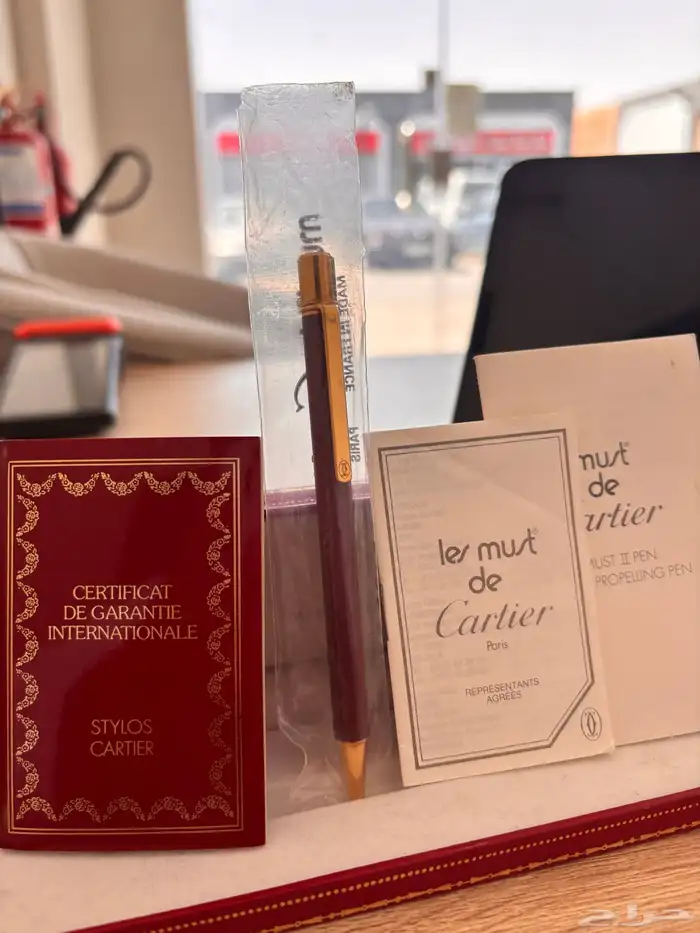 CERTIFICAT
DE GARANTIE
INTERNATIONALE
STYLOS
CARTIER
MADE IN FRANCE
PARIS
les must
de
Cartier
Paris
REPRESENTANTS
AGREES
must
de
Cartier
MUST II PEN
PROPELLING PEN
حراج